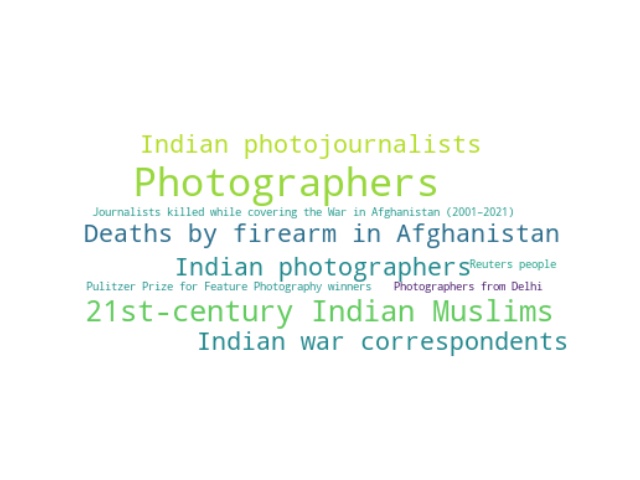 Indian photojournalists
Photographers
Journalists killed while covering the War in Afghanistan (2001–2021)
Deaths by firearm in Afghanistan
Indian photographers
Reuters people
Pulitzer Prize for Feature Photography winners
Photographers from Delhi
21st-century Indian Muslims
Indian war correspondents